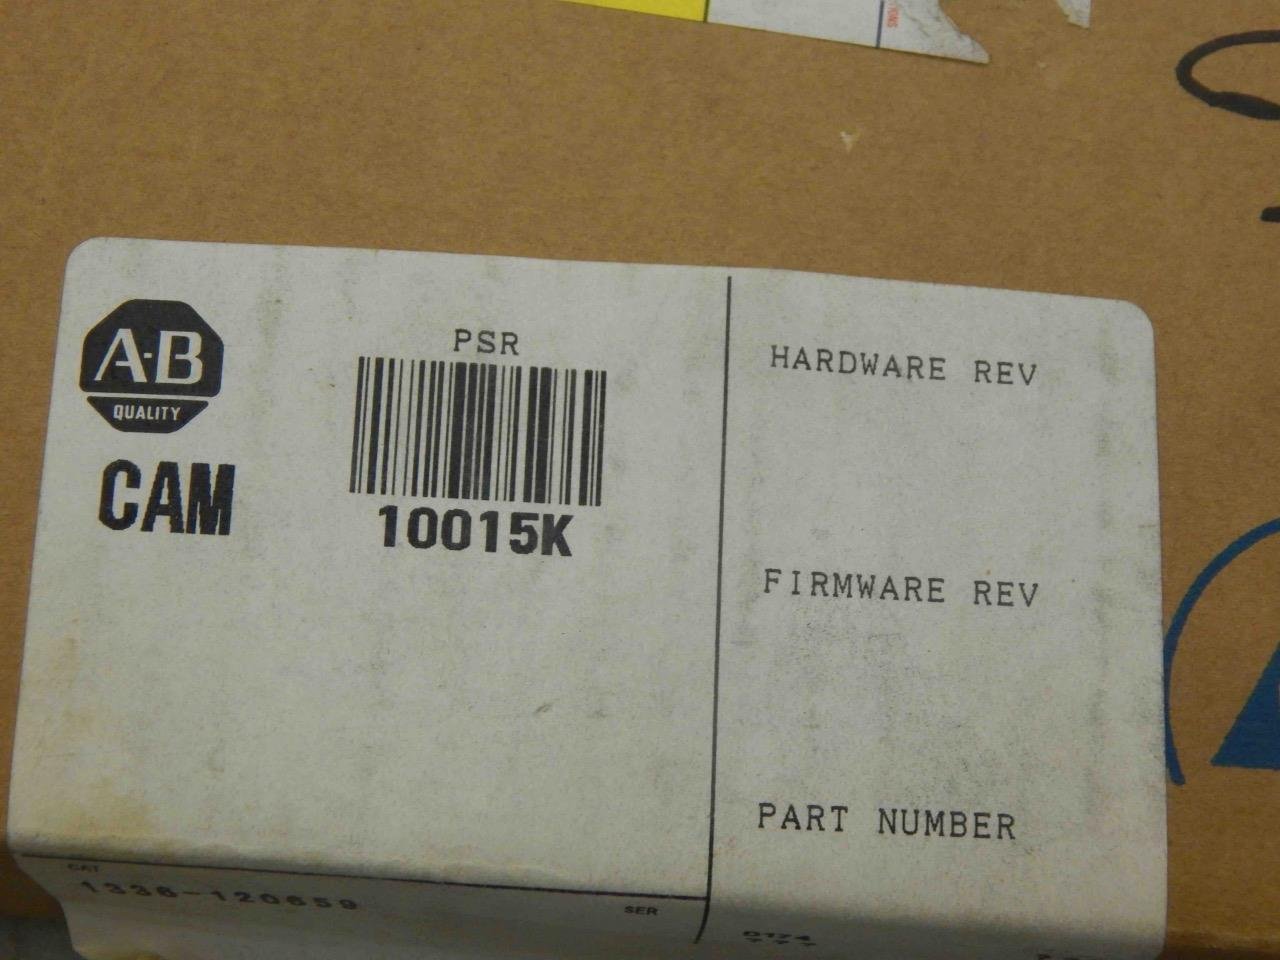 A-B
QUALITY
CAM
PSR
10015K
HARDWARE REV
FIRMWARE REV
PART NUMBER
CAT
1336-120659
SER